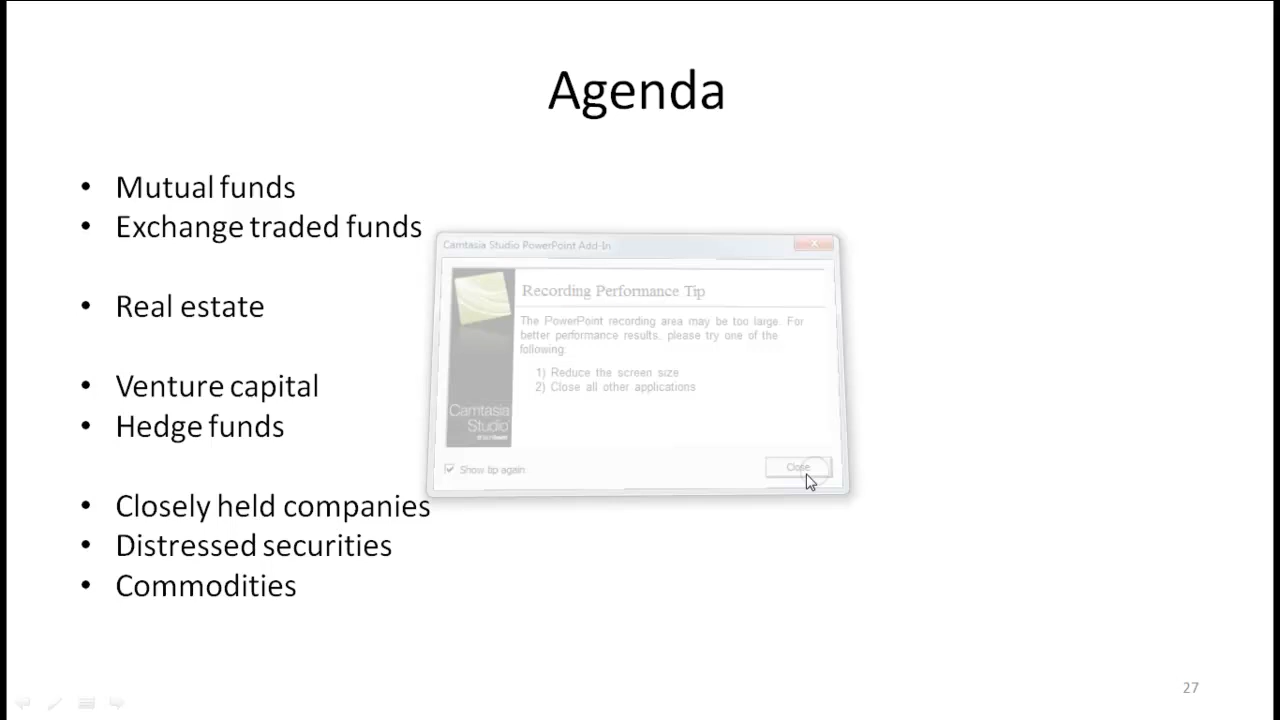 Agenda
• Mutual funds
• Exchange traded funds
• Real estate
• Venture capital
• Hedge funds
• Closely held companies
• Distressed securities
• Commodities
Camtasia Studio PowerPoint Add-In
Recording Performance Tip
The PowerPoint recording area may be too large. For
better performance results, please try one of the
following:
1) Reduce the screen size
2) Close all other applications
Camtasia
Studio
Show tip again
Close
27